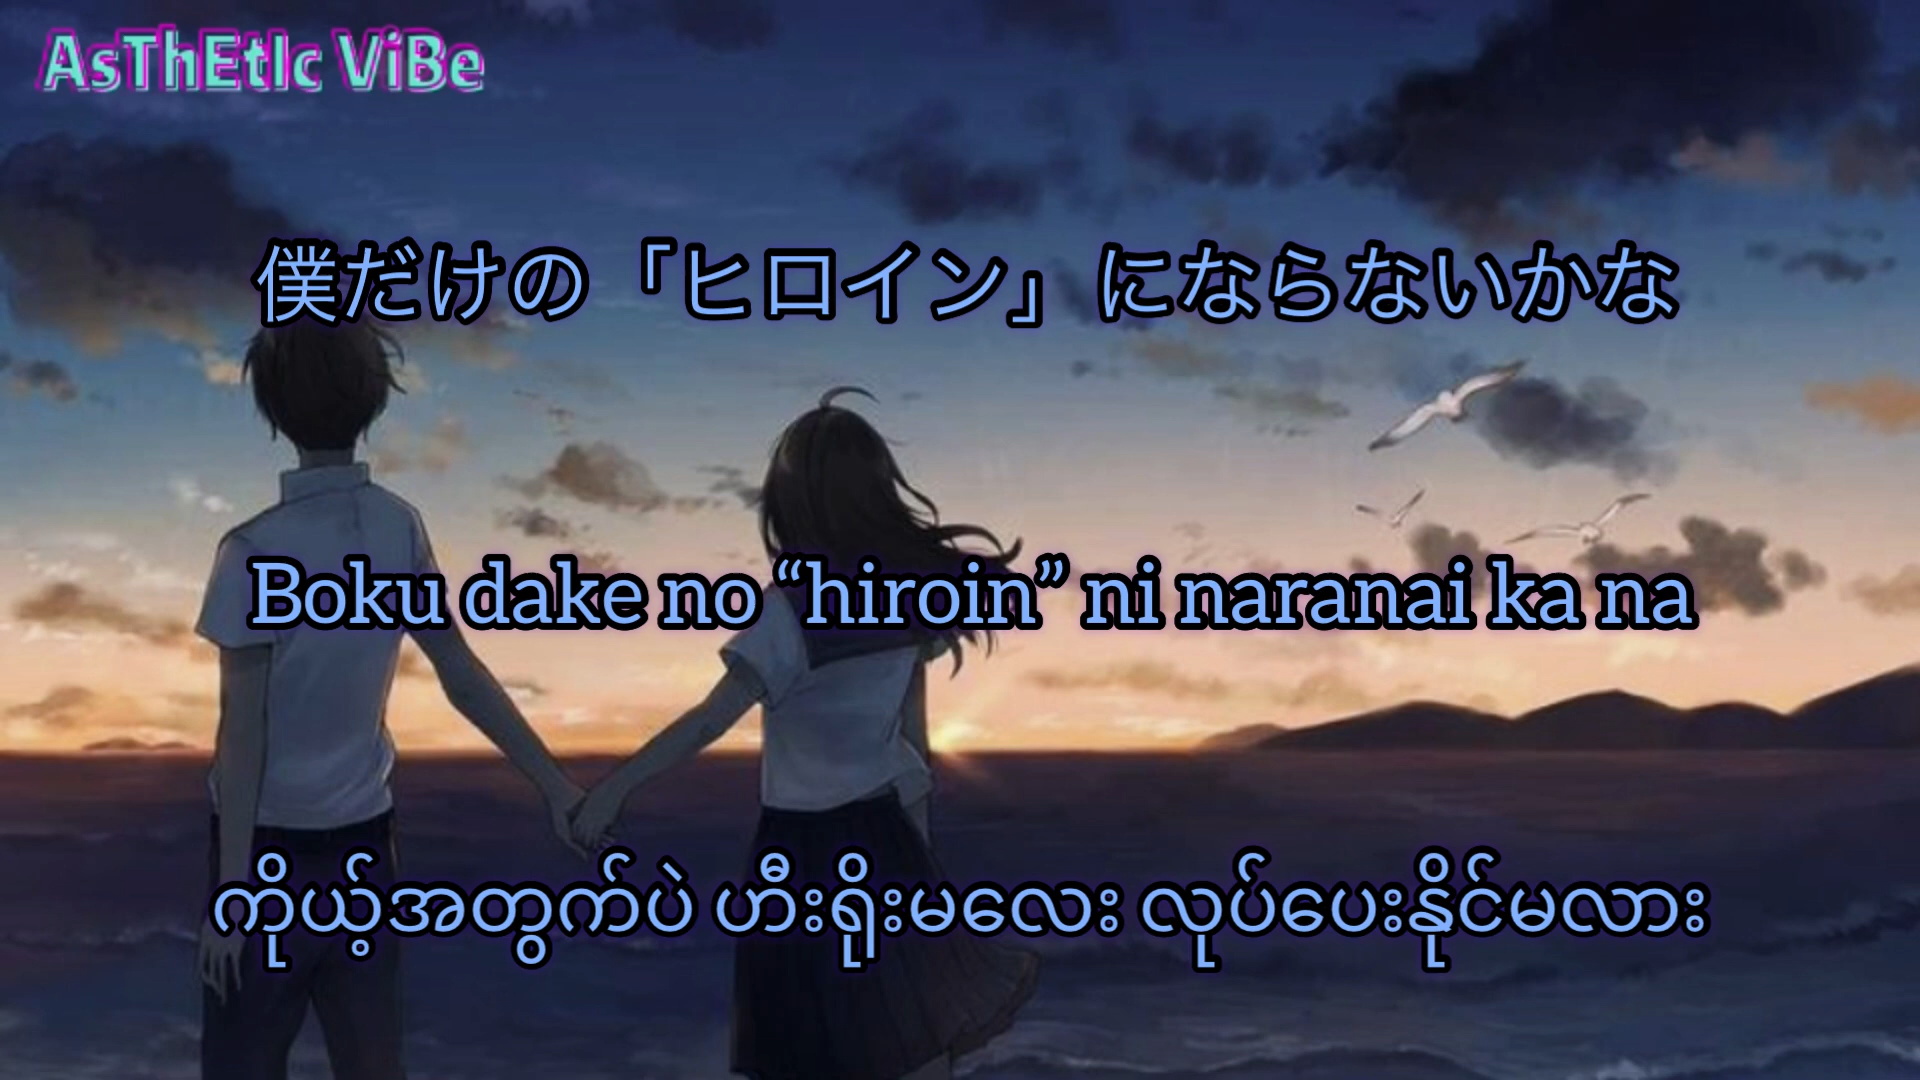 AsThEtIc ViBe
僕だけの「ヒロイン」にならないかな
Boku dake no “hiroin” ni naranai ka na
ကိုယ့်အတွက်ပဲ ဟီးရိုးမလေး လုပ်ပေးနိုင်မလား